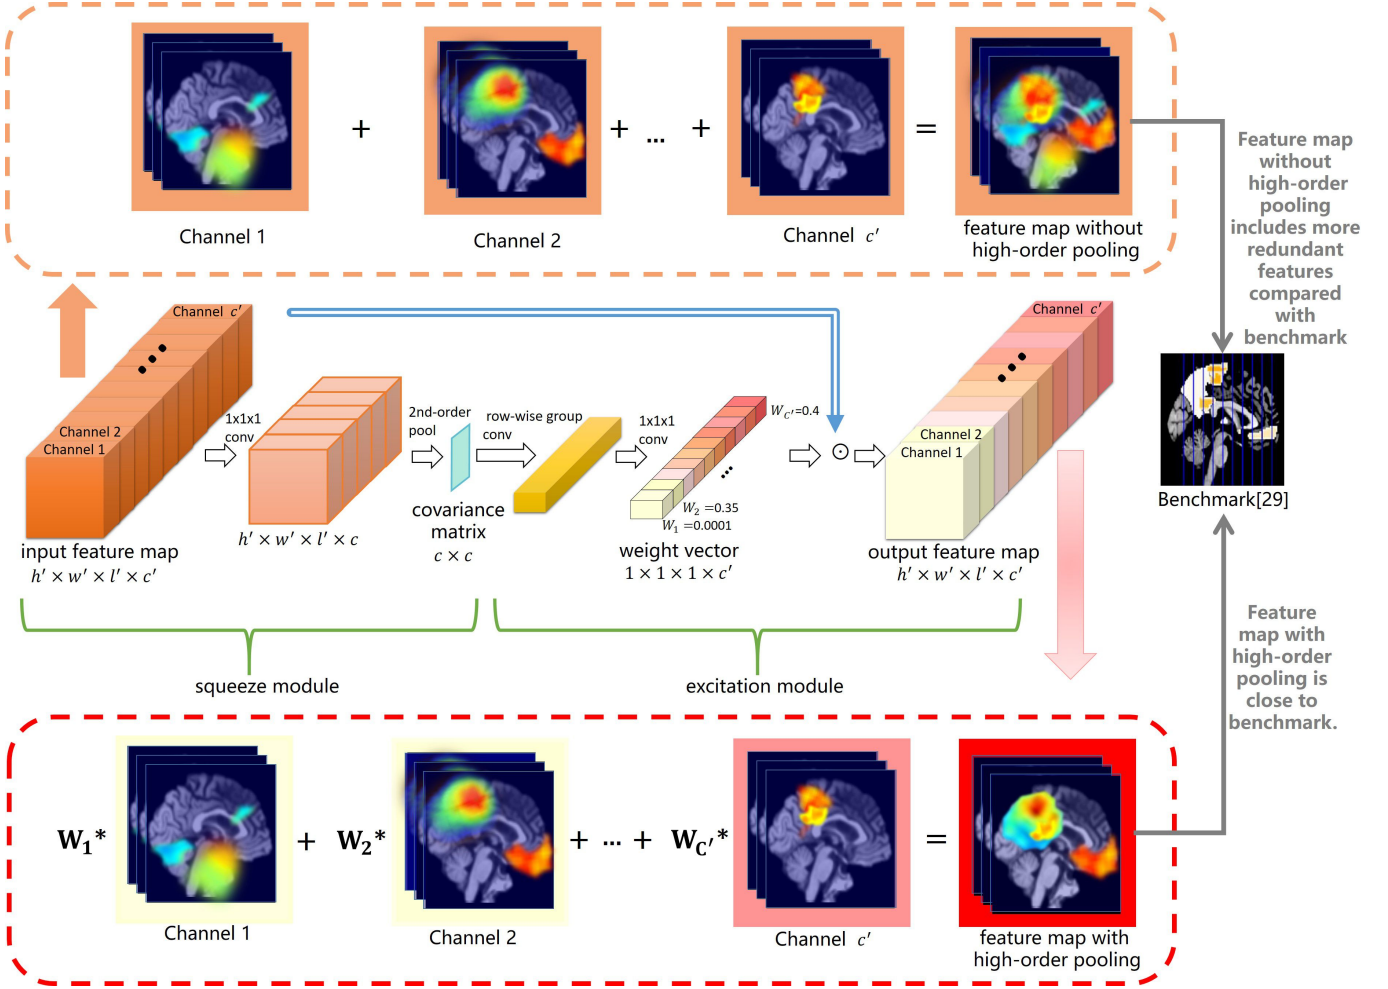 +
+ ... +
=
Channel 1
Channel 2
Channel c′
feature map without
high-order pooling
Feature map
without
high-order
pooling
includes more
redundant
features
compared
with
benchmark
Channel c′
Channel 2
Channel 1
1x1x1
conv
2nd-order
pool
row-wise group
conv
1x1x1
conv
W_C′=0.4
W_2=0.35
W_1=0.0001
⊙
Channel c′
Channel 2
Channel 1
Benchmark[29]
input feature map
h′ × w′ × l′ × c′
h′ × w′ × l′ × c
covariance
matrix
c × c
weight vector
1 × 1 × 1 × c′
output feature map
h′ × w′ × l′ × c′
squeeze module
excitation module
Feature
map with
high-order
pooling is
close to
benchmark.
W_1*
+ W_2*
+ ... + W_C′*
=
Channel 1
Channel 2
Channel c′
feature map with
high-order pooling